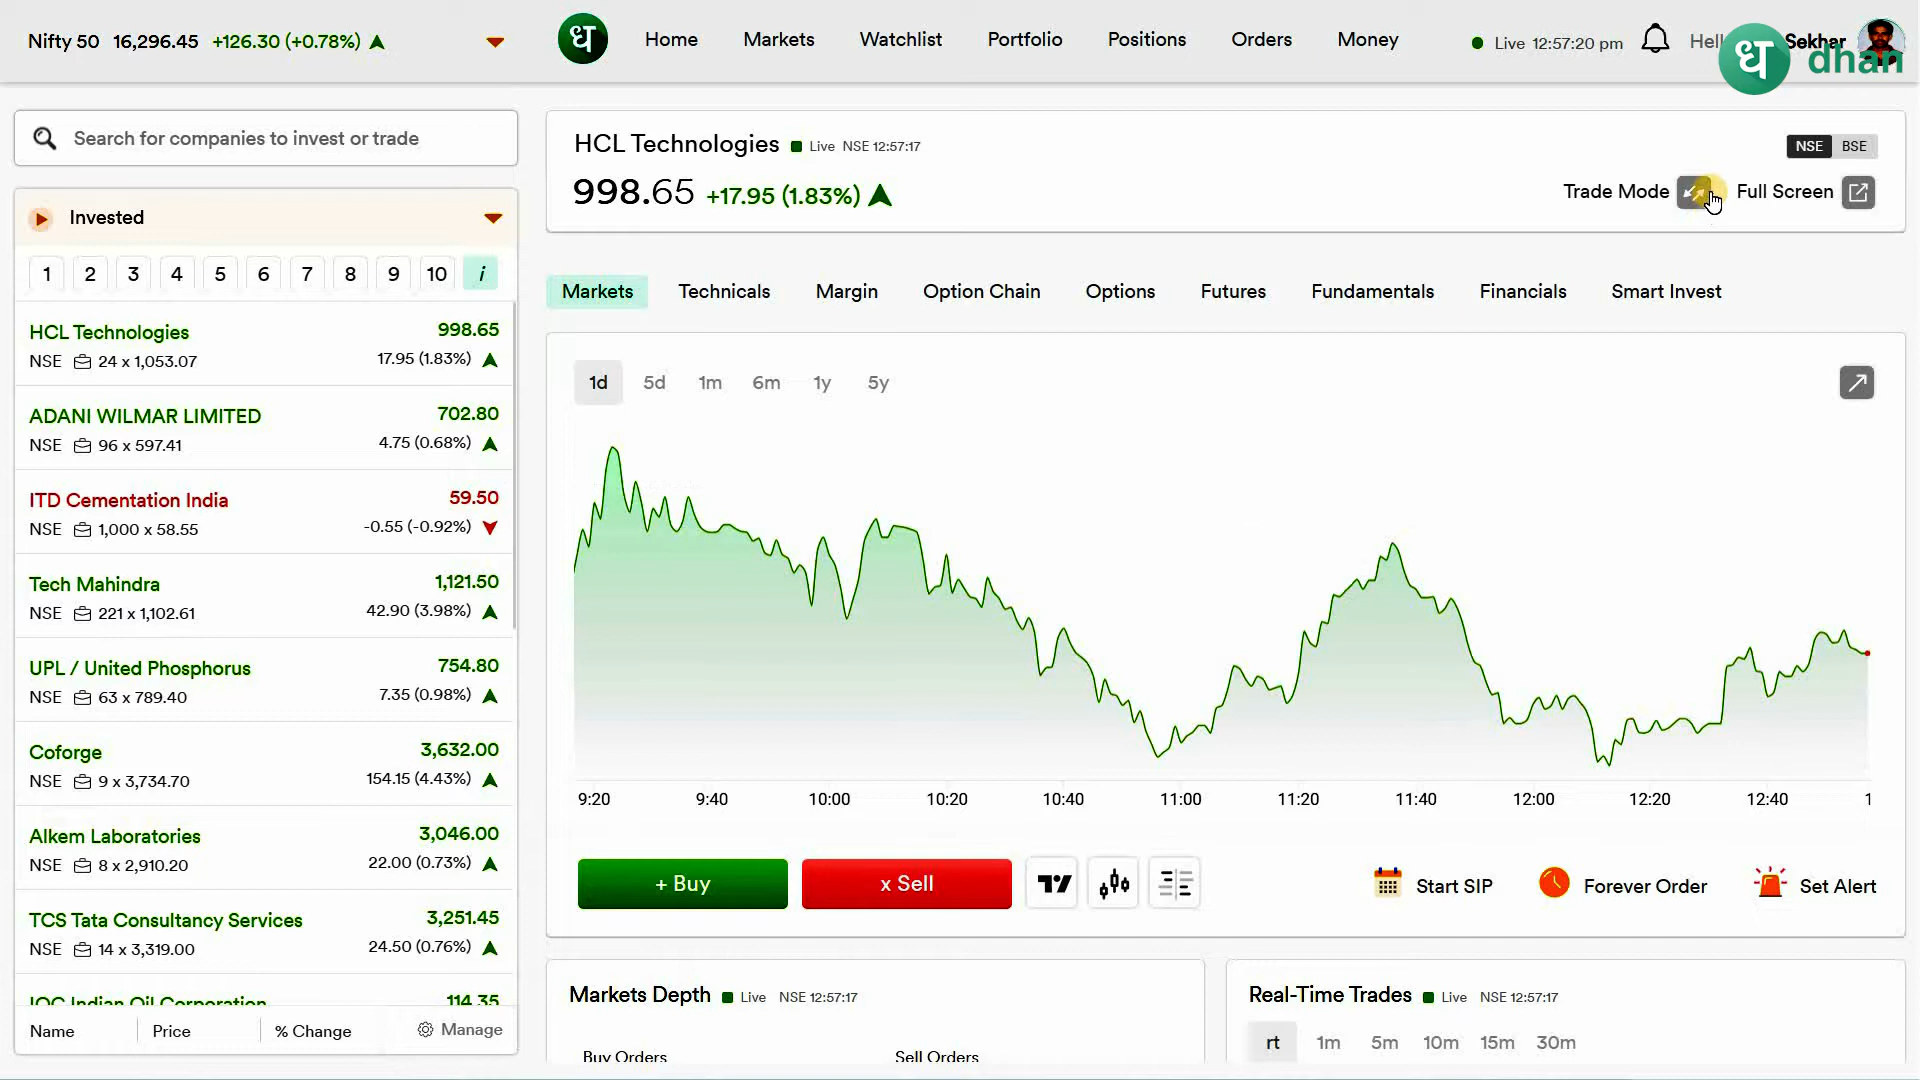 Nifty 50 16,296.45 +126.30 (+0.78%)
ध Home Markets Watchlist Portfolio Positions Orders Money
Live 12:57:20 pm Sekhar
ध dhan
Search for companies to invest or trade
Invested
1 2 3 4 5 6 7 8 9 10 i
HCL Technologies 998.65
NSE 24 x 1,053.07 17.95 (1.83%)
ADANI WILMAR LIMITED 702.80
NSE 96 x 597.41 4.75 (0.68%)
ITD Cementation India 59.50
NSE 1,000 x 58.55 -0.55 (-0.92%)
Tech Mahindra 1,121.50
NSE 221 x 1,102.61 42.90 (3.98%)
UPL / United Phosphorus 754.80
NSE 63 x 789.40 7.35 (0.98%)
Coforge 3,632.00
NSE 9 x 3,734.70 154.15 (4.43%)
Alkem Laboratories 3,046.00
NSE 8 x 2,910.20 22.00 (0.73%)
TCS Tata Consultancy Services 3,251.45
NSE 14 x 3,319.00 24.50 (0.76%)
IOC Indian Oil Corporation 114.35
Name Price % Change Manage
HCL Technologies Live NSE 12:57:17
NSE BSE
998.65 +17.95 (1.83%)
Trade Mode Full Screen
Markets Technicals Margin Option Chain Options Futures Fundamentals Financials Smart Invest
1d 5d 1m 6m 1y 5y
9:20 9:40 10:00 10:20 10:40 11:00 11:20 11:40 12:00 12:20 12:40 1
+ Buy x Sell Start SIP Forever Order Set Alert
Markets Depth Live NSE 12:57:17
Buy Orders Sell Orders
Real-Time Trades Live NSE 12:57:17
rt 1m 5m 10m 15m 30m